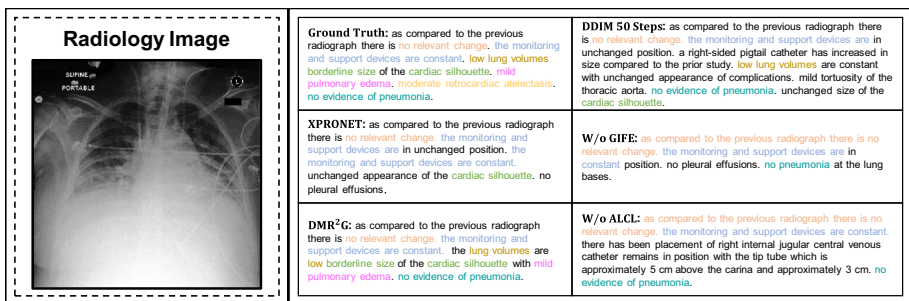 Radiology Image
SUPINE
PORTABLE
L
Ground Truth: as compared to the previous
radiograph there is no relevant change. the monitoring
and support devices are constant. low lung volumes
borderline size of the cardiac silhouette. mild
pulmonary edema. moderate retrocardiac atelectasis.
no evidence of pneumonia.
DDIM 50 Steps: as compared to the previous radiograph there
is no relevant change. the monitoring and support devices are in
unchanged position. a right-sided pigtail catheter has increased in
size compared to the prior study. low lung volumes are constant
with unchanged appearance of complications. mild tortuosity of the
thoracic aorta. no evidence of pneumonia. unchanged size of the
cardiac silhouette.
XPRONET: as compared to the previous radiograph
there is no relevant change. the monitoring and
support devices are in unchanged position. the
monitoring and support devices are constant.
unchanged appearance of the cardiac silhouette. no
pleural effusions.
W/o GIFE: as compared to the previous radiograph there is no
relevant change. the monitoring and support devices are in
constant position. no pleural effusions. no pneumonia at the lung
bases.
DMR²G: as compared to the previous radiograph
there is no relevant change. the monitoring and
support devices are constant. the lung volumes are
low borderline size of the cardiac silhouette with mild
pulmonary edema. no evidence of pneumonia.
W/o ALCL: as compared to the previous radiograph there is no
relevant change. the monitoring and support devices are constant.
there has been placement of right internal jugular central venous
catheter remains in position with the tip tube which is
approximately 5 cm above the carina and approximately 3 cm. no
evidence of pneumonia.